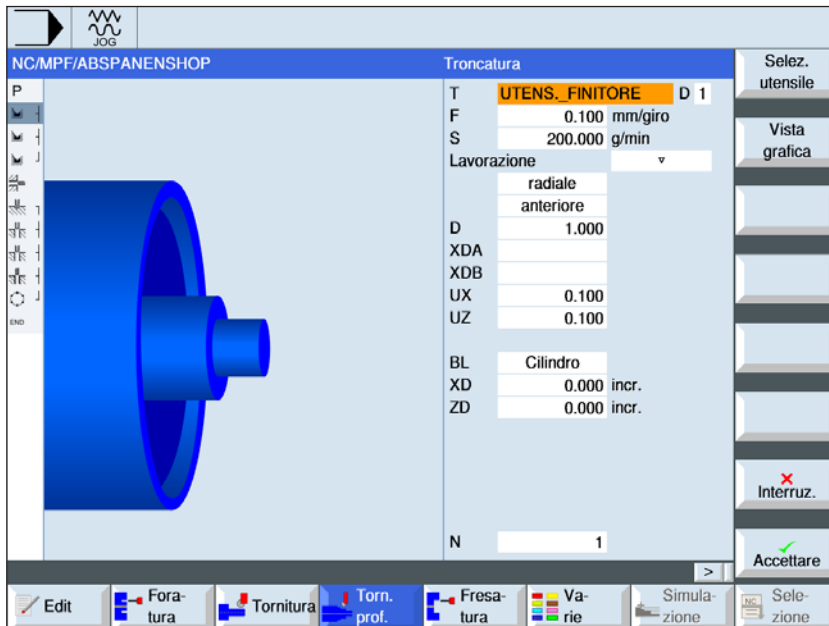 JOG
NC/MPF/ABSPANENSHOP
Troncatura
P
END
T UTENS._FINITORE D 1
F 0.100 mm/giro
S 200.000 g/min
Lavorazione ▿
radiale
anteriore
D 1.000
XDA
XDB
UX 0.100
UZ 0.100
BL Cilindro
XD 0.000 incr.
ZD 0.000 incr.
N 1
>
Selez.
utensile
Vista
grafica
Interruz.
Accettare
Edit
Fora-
tura
Tornitura
Torn.
prof.
Fresa-
tura
Va-
rie
Simula-
zione
NC
Sele-
zione